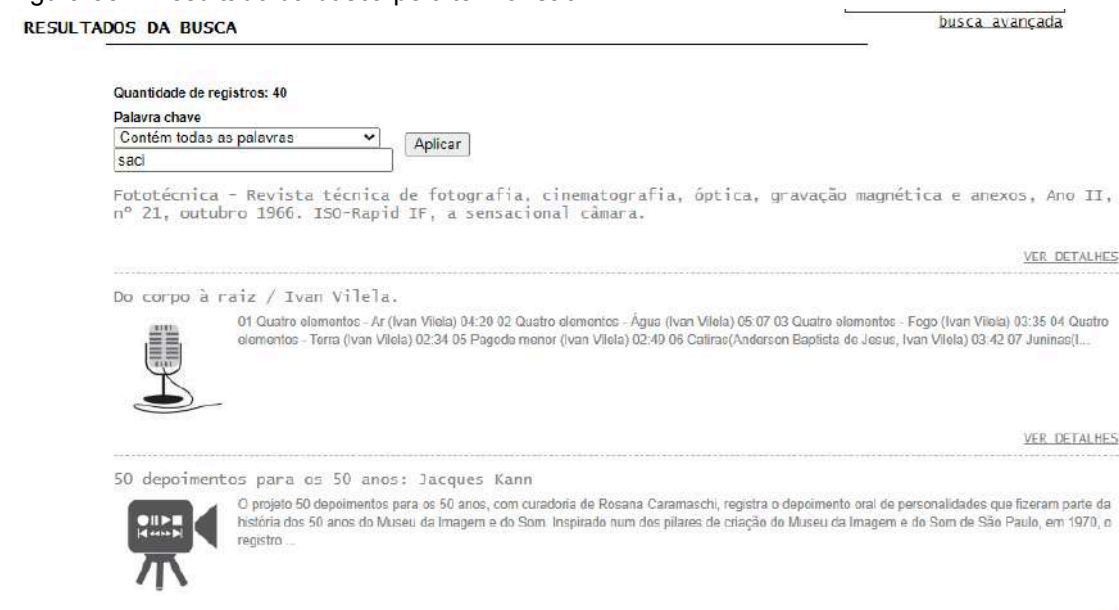 RESULTADOS DA BUSCA
busca avançada
Quantidade de registros: 40
Palavra chave
Contém todas as palavras
Aplicar
saci
Fototécnica - Revista técnica de fotografia, cinematografia, óptica, gravação magnética e anexos, Ano II,
nº 21, outubro 1966. ISO-Rapid IF, a sensacional câmara.
VER DETALHES
Do corpo à raiz / Ivan Vilela.
01 Quatro elementos - Ar (Ivan Vilela) 04:20 02 Quatro elementos - Água (Ivan Vilela) 05:07 03 Quatro elementos - Fogo (Ivan Vilela) 03:35 04 Quatro
elementos - Terra (Ivan Vilela) 02:34 05 Pagode menor (Ivan Vilela) 02:49 06 Catiras(Anderson Baptista de Jesus, Ivan Vilela) 03:42 07 Juninas(I...
VER DETALHES
50 depoimentos para os 50 anos: Jacques Kann
O projeto 50 depoimentos para os 50 anos, com curadoria de Rosana Caramaschi, registra o depoimento oral de personalidades que fizeram parte da
história dos 50 anos do Museu da Imagem e do Som. Inspirado num dos pilares de criação do Museu da Imagem e do Som de São Paulo, em 1970, o
registro ...